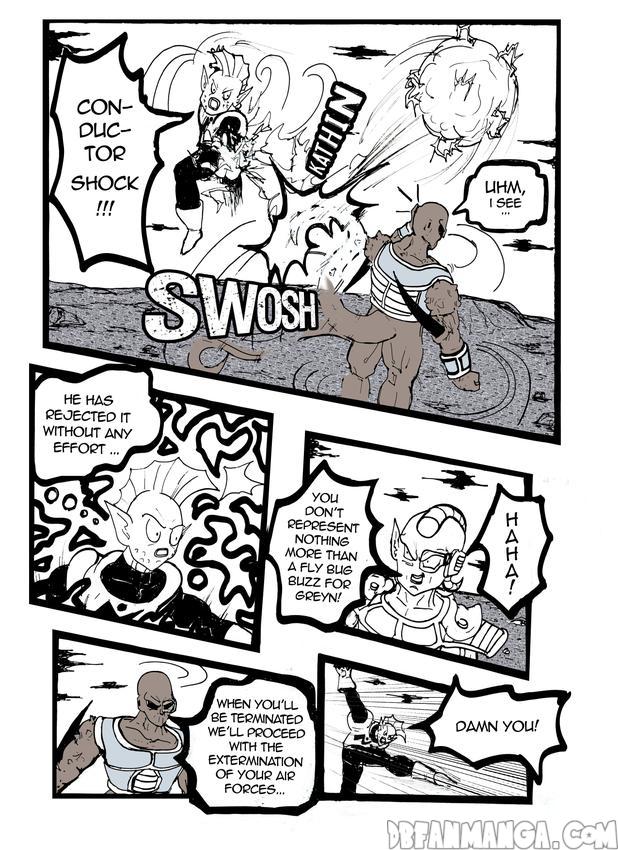 CON-
DUC-
TOR
SHOCK
!!!
KATHIN
UHM,
I SEE
...
SWOSH
HE HAS
REJECTED IT
WITHOUT ANY
EFFORT ...
YOU
DON'T
REPRESENT
NOTHING
MORE THAN
A FLY BUG
BUZZ FOR
GREYN!
HAHA!
WHEN YOU'LL
BE TERMINATED
WE'LL PROCEED
WITH THE
EXTERMINATION
OF YOUR AIR
FORCES...
DAMN YOU!
DBFANMANGA.COM